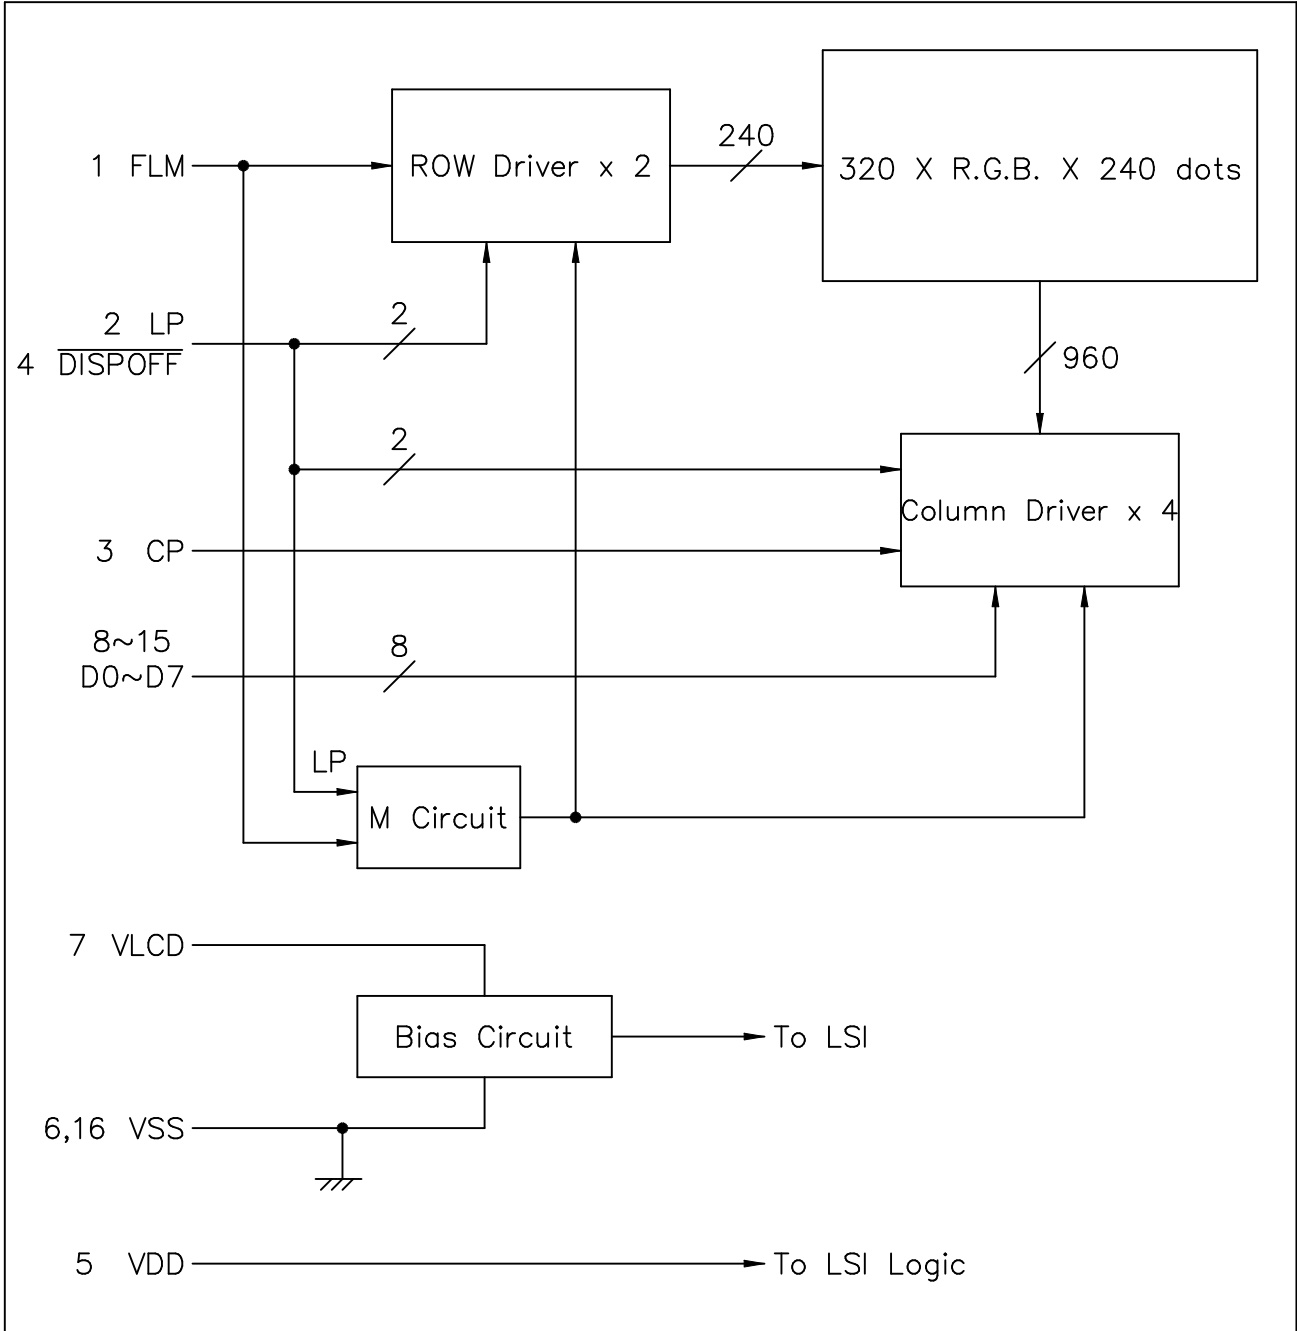 1 FLM
ROW Driver x 2
240
320 X R.G.B. X 240 dots
2 LP
4 DISPOFF
2
960
2
Column Driver x 4
3 CP
8~15
D0~D7
8
LP
M Circuit
7 VLCD
Bias Circuit
To LSI
6,16 VSS
5 VDD
To LSI Logic